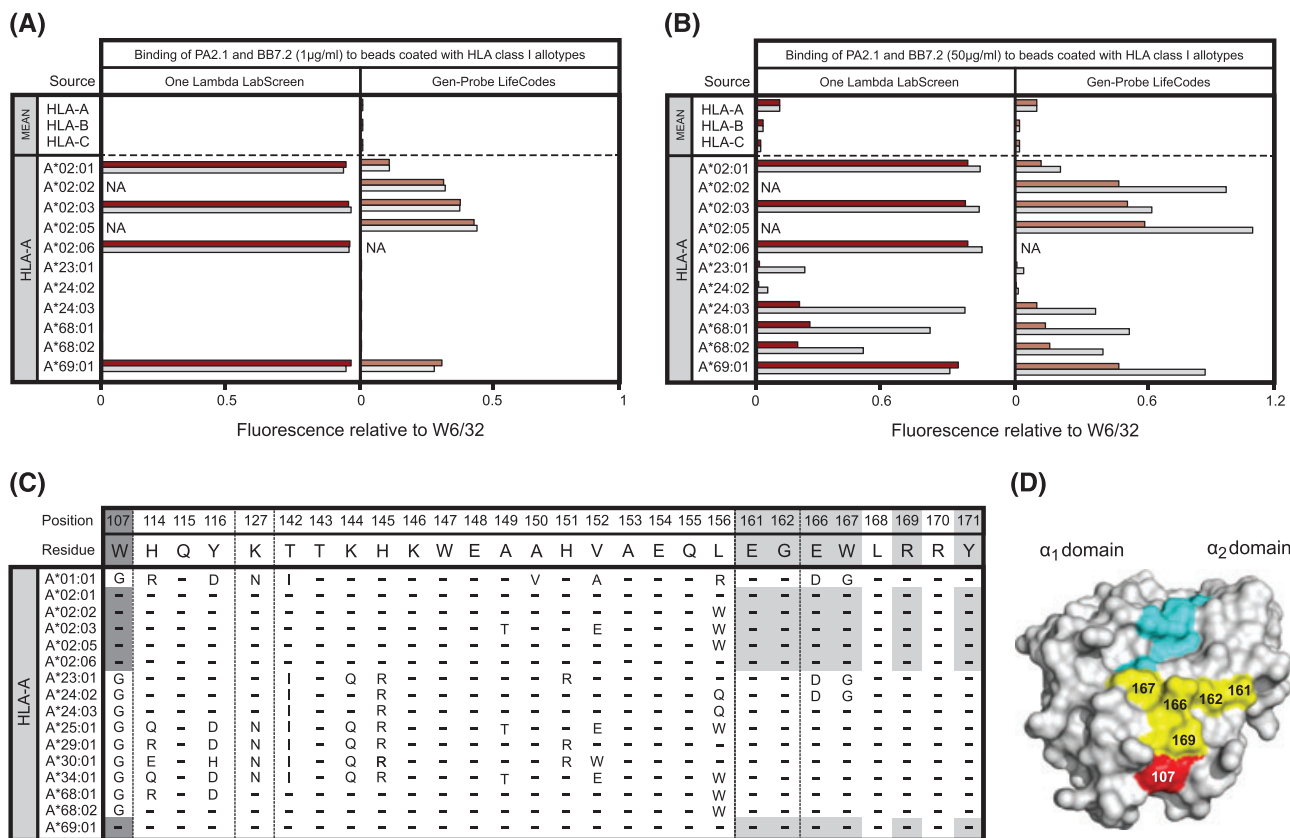 (A)
Binding of PA2.1 and BB7.2 (1µg/ml) to beads coated with HLA class I allotypes
Source One Lambda LabScreen Gen-Probe LifeCodes
MEAN
HLA-A
HLA-B
HLA-C
HLA-A
A*02:01
A*02:02 NA
A*02:03
A*02:05 NA
A*02:06 NA
A*23:01
A*24:02
A*24:03
A*68:01
A*68:02
A*69:01
0 0.5 0 0.5 1
Fluorescence relative to W6/32
(B)
Binding of PA2.1 and BB7.2 (50µg/ml) to beads coated with HLA class I allotypes
Source One Lambda LabScreen Gen-Probe LifeCodes
MEAN
HLA-A
HLA-B
HLA-C
HLA-A
A*02:01
A*02:02 NA
A*02:03
A*02:05 NA
A*02:06 NA
A*23:01
A*24:02
A*24:03
A*68:01
A*68:02
A*69:01
0 0.6 0 0.6 1.2
Fluorescence relative to W6/32
(C)
Position 107 114 115 116 127 142 143 144 145 146 147 148 149 150 151 152 153 154 155 156 161 162 166 167 168 169 170 171
Residue W H Q Y K T T K H K W E A A H V A E Q L E G E W L R R Y
HLA-A
A*01:01 G R - D N I - - - - - - - V - A - - - R - - D G - - - -
A*02:01 - - - - - - - - - - - - - - - - - - - - - - - - - - - -
A*02:02 - - - - - - - - - - - - - - - - - - - W - - - - - - - -
A*02:03 - - - - - - - - - - - - T - - E - - - W - - - - - - - -
A*02:05 - - - - - - - - - - - - - - - - - - - W - - - - - - - -
A*02:06 - - - - - - - - - - - - - - - - - - - - - - - - - - - -
A*23:01 G - - - - I - Q R - - - - - R - - - - - - - D G - - - -
A*24:02 G - - - - I - - R - - - - - - - - - - Q - - D G - - - -
A*24:03 G - - - - I - - R - - - - - - - - - - Q - - - - - - - -
A*25:01 G Q - D N I - Q R - - - T - - E - - - W - - - - - - - -
A*29:01 G R - D N I - Q R - - - - - R - - - - - - - - - - - - -
A*30:01 G E - H N I - Q R - - - - - R W - - - - - - - - - - - -
A*34:01 G Q - D N I - Q R - - - T - - E - - - W - - - - - - - -
A*68:01 G R - D - - - - - - - - - - - - - - - W - - - - - - - -
A*68:02 G - - - - - - - - - - - - - - - - - - W - - - - - - - -
A*69:01 - - - - - - - - - - - - - - - - - - - - - - - - - - - -
(D)
α1 domain α2 domain
167 166 162 161
169
107